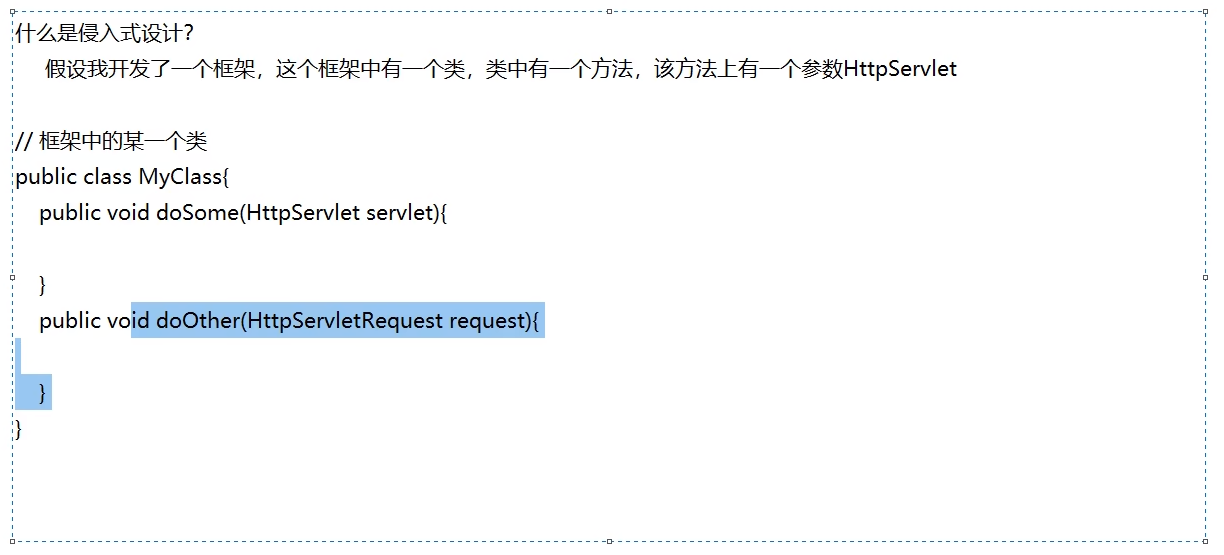 什么是侵入式设计？
假设我开发了一个框架，这个框架中有一个类，类中有一个方法，该方法上有一个参数HttpServlet
// 框架中的某一个类
public class MyClass{
public void doSome(HttpServlet servlet){
}
public void doOther(HttpServletRequest request){
}
}